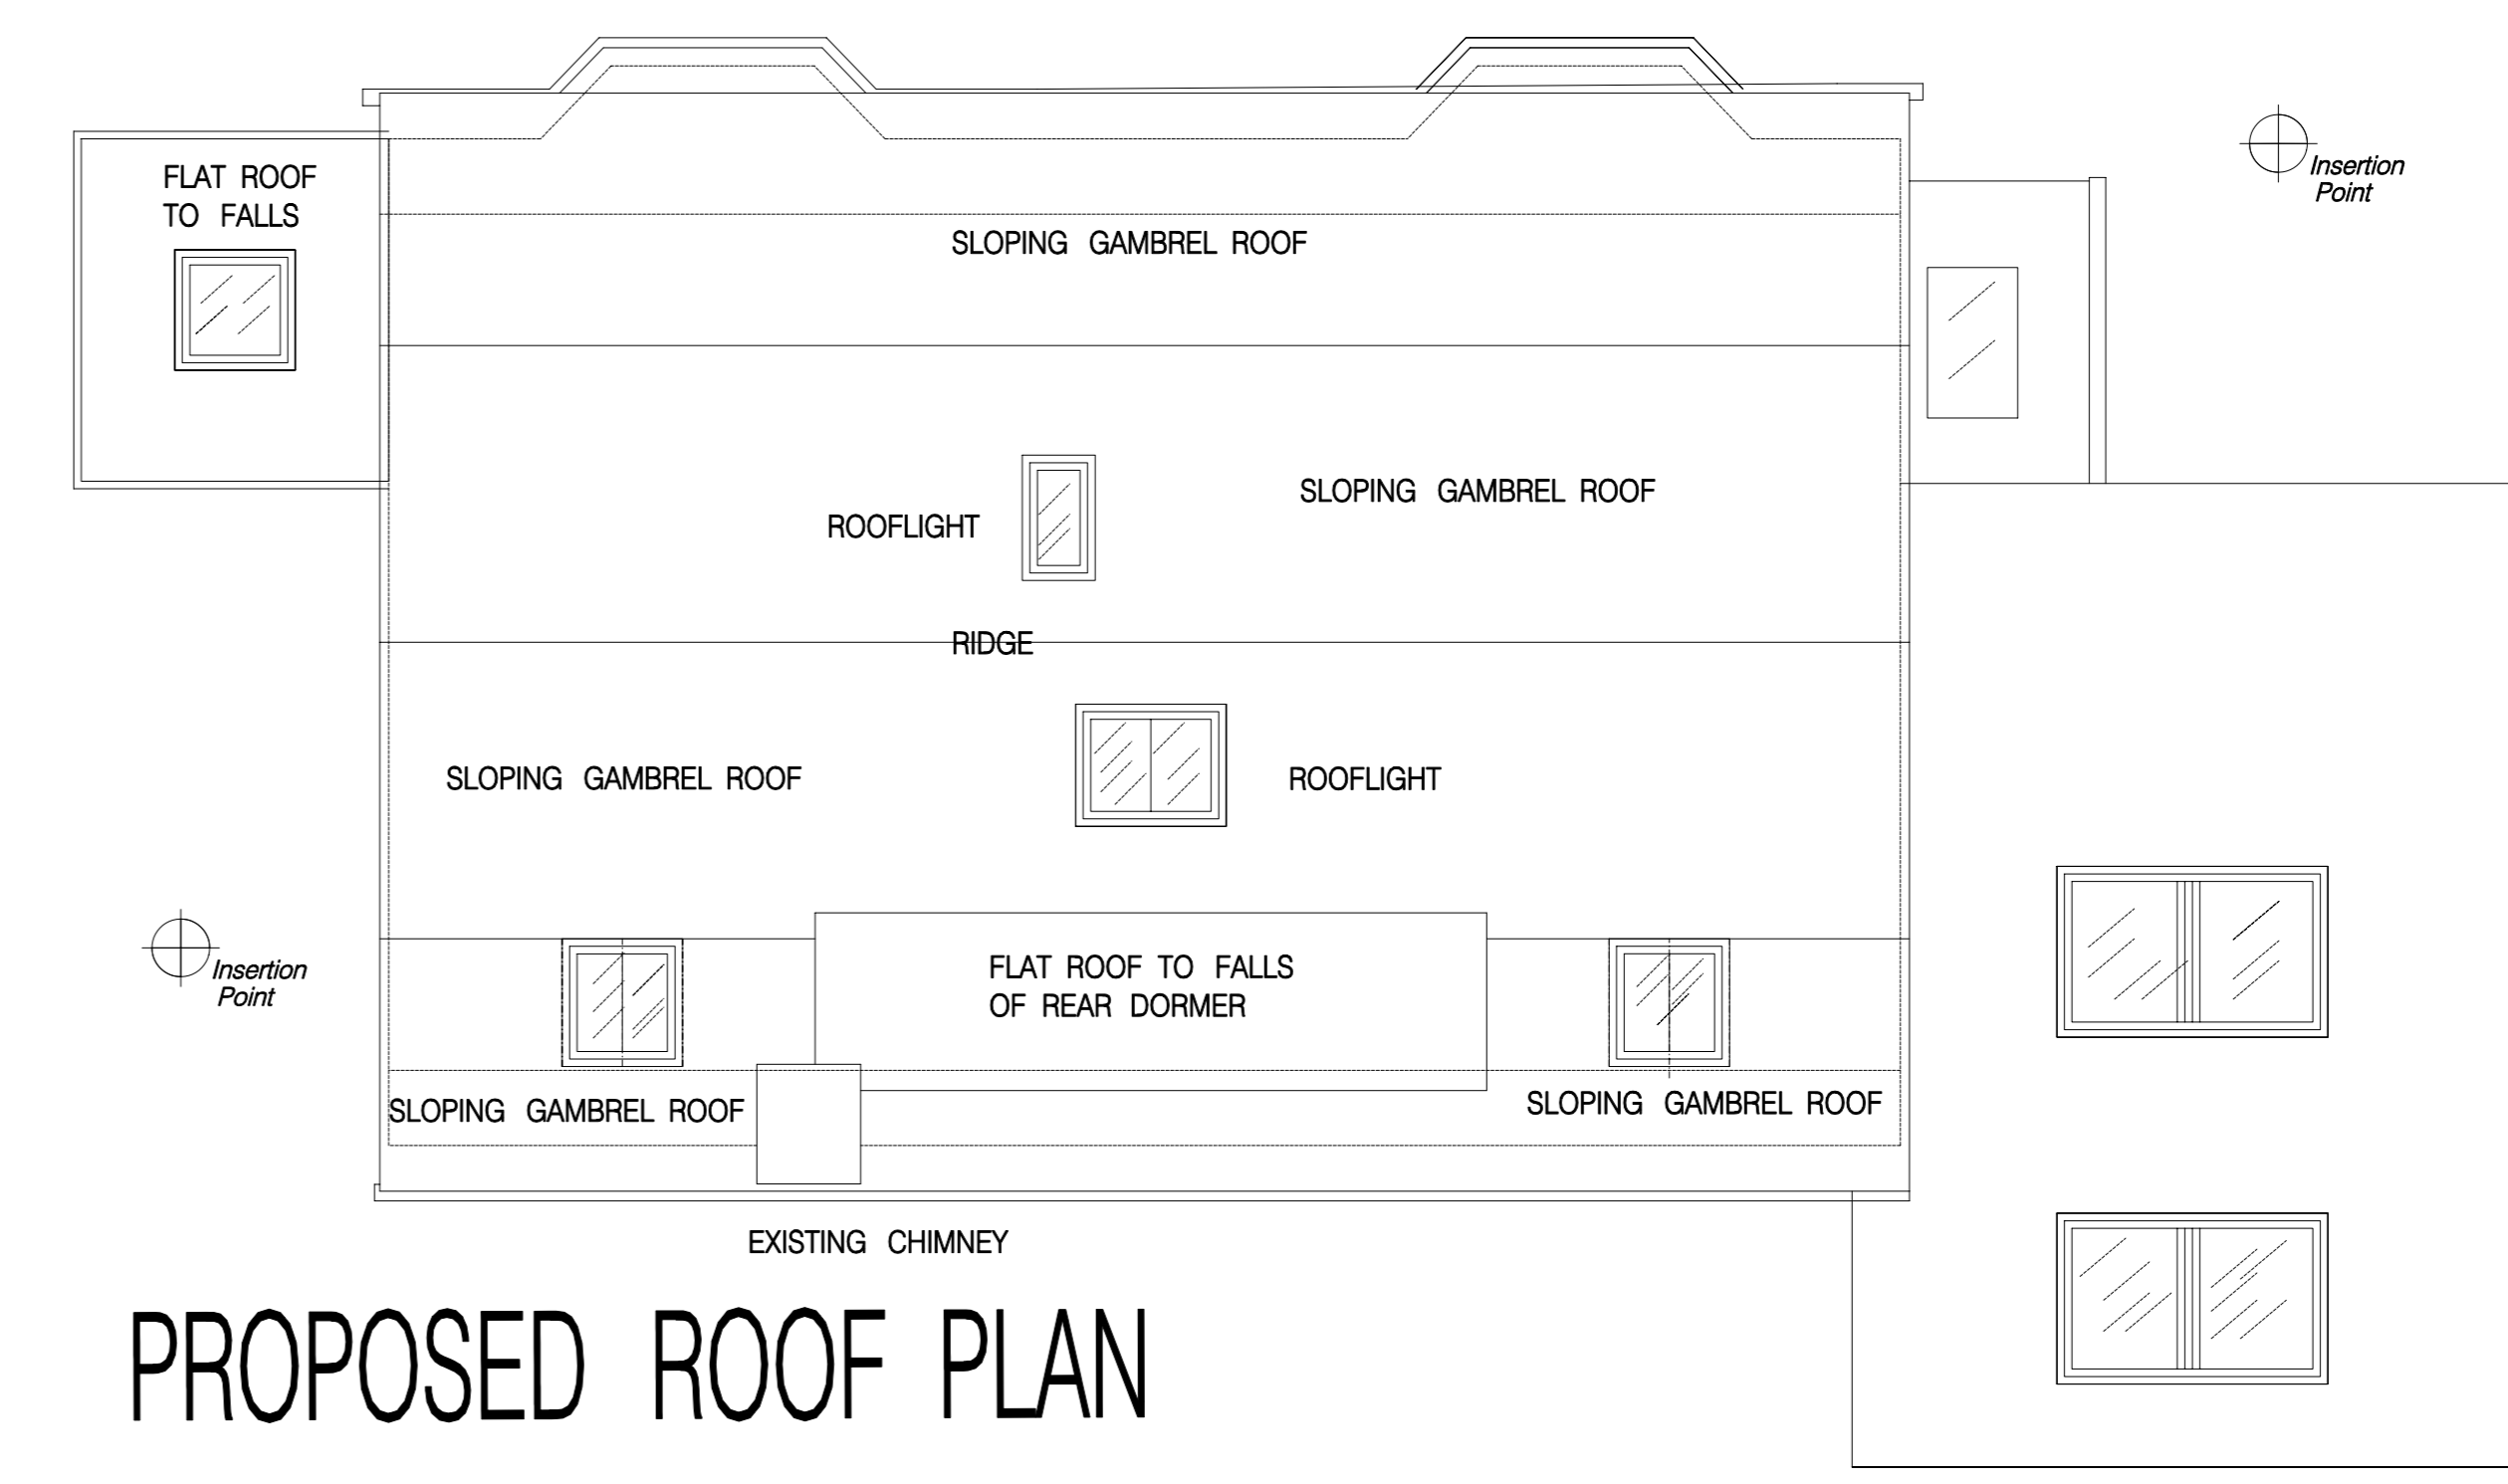 FLAT ROOF
TO FALLS
Insertion
Point
SLOPING GAMBREL ROOF
SLOPING GAMBREL ROOF
ROOFLIGHT
RIDGE
SLOPING GAMBREL ROOF
ROOFLIGHT
FLAT ROOF TO FALLS
OF REAR DORMER
Insertion
Point
SLOPING GAMBREL ROOF
SLOPING GAMBREL ROOF
EXISTING CHIMNEY
PROPOSED ROOF PLAN